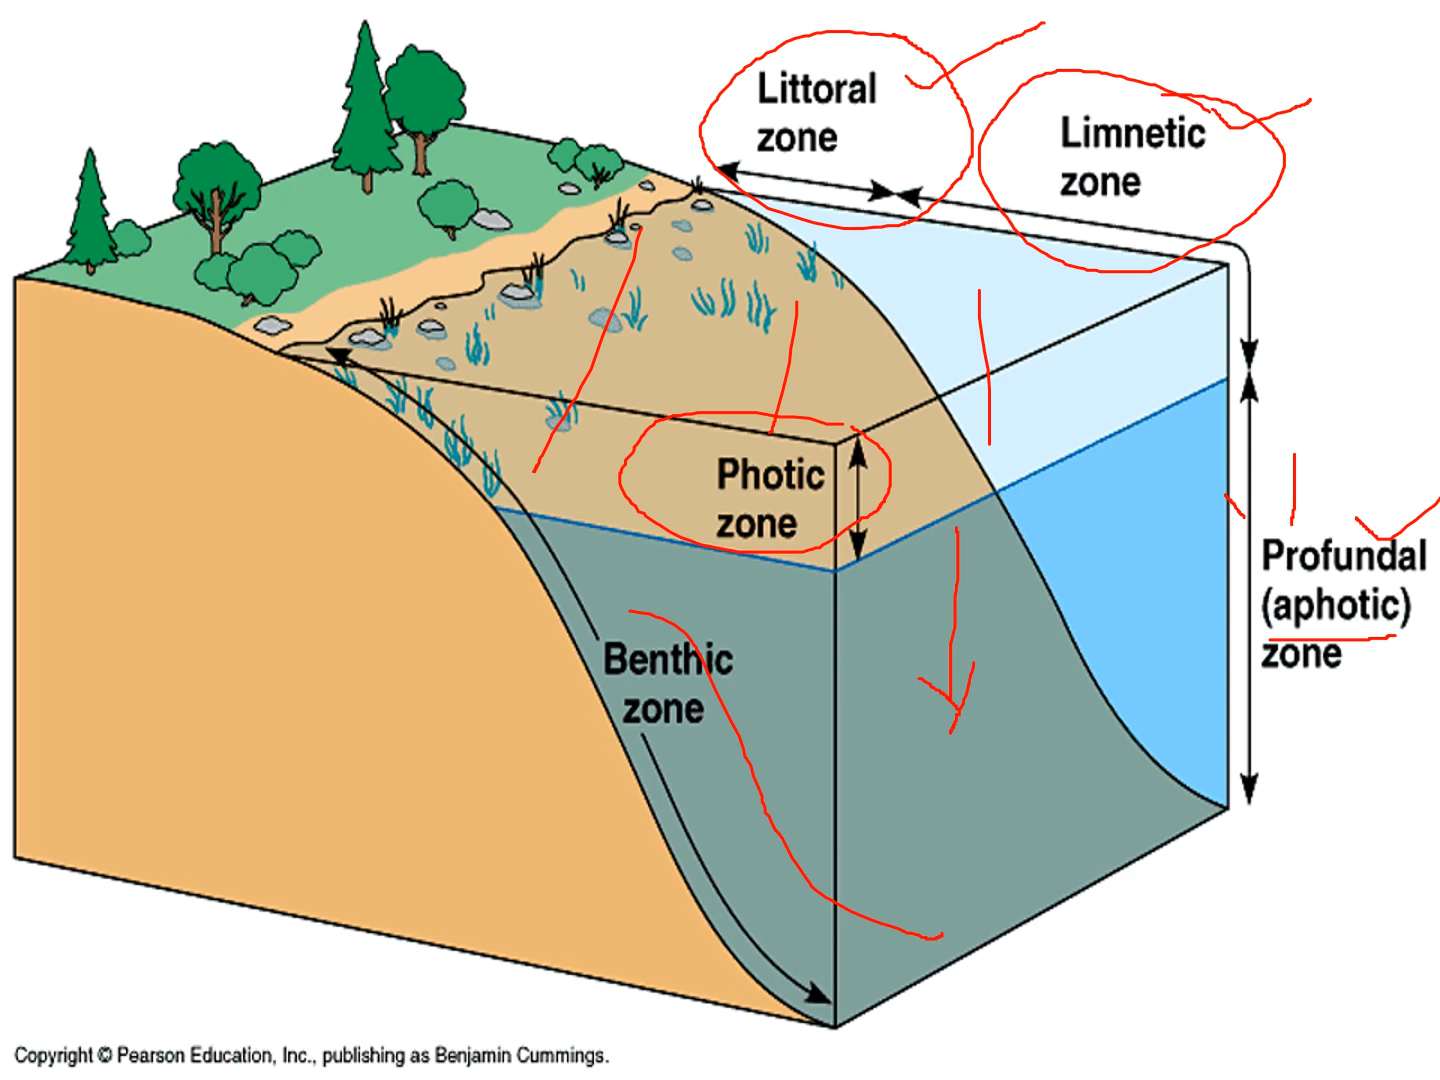 Littoral
zone
Limnetic
zone
Photic
zone
Profundal
(aphotic)
zone
Benthic
zone
Copyright © Pearson Education, Inc., publishing as Benjamin Cummings.